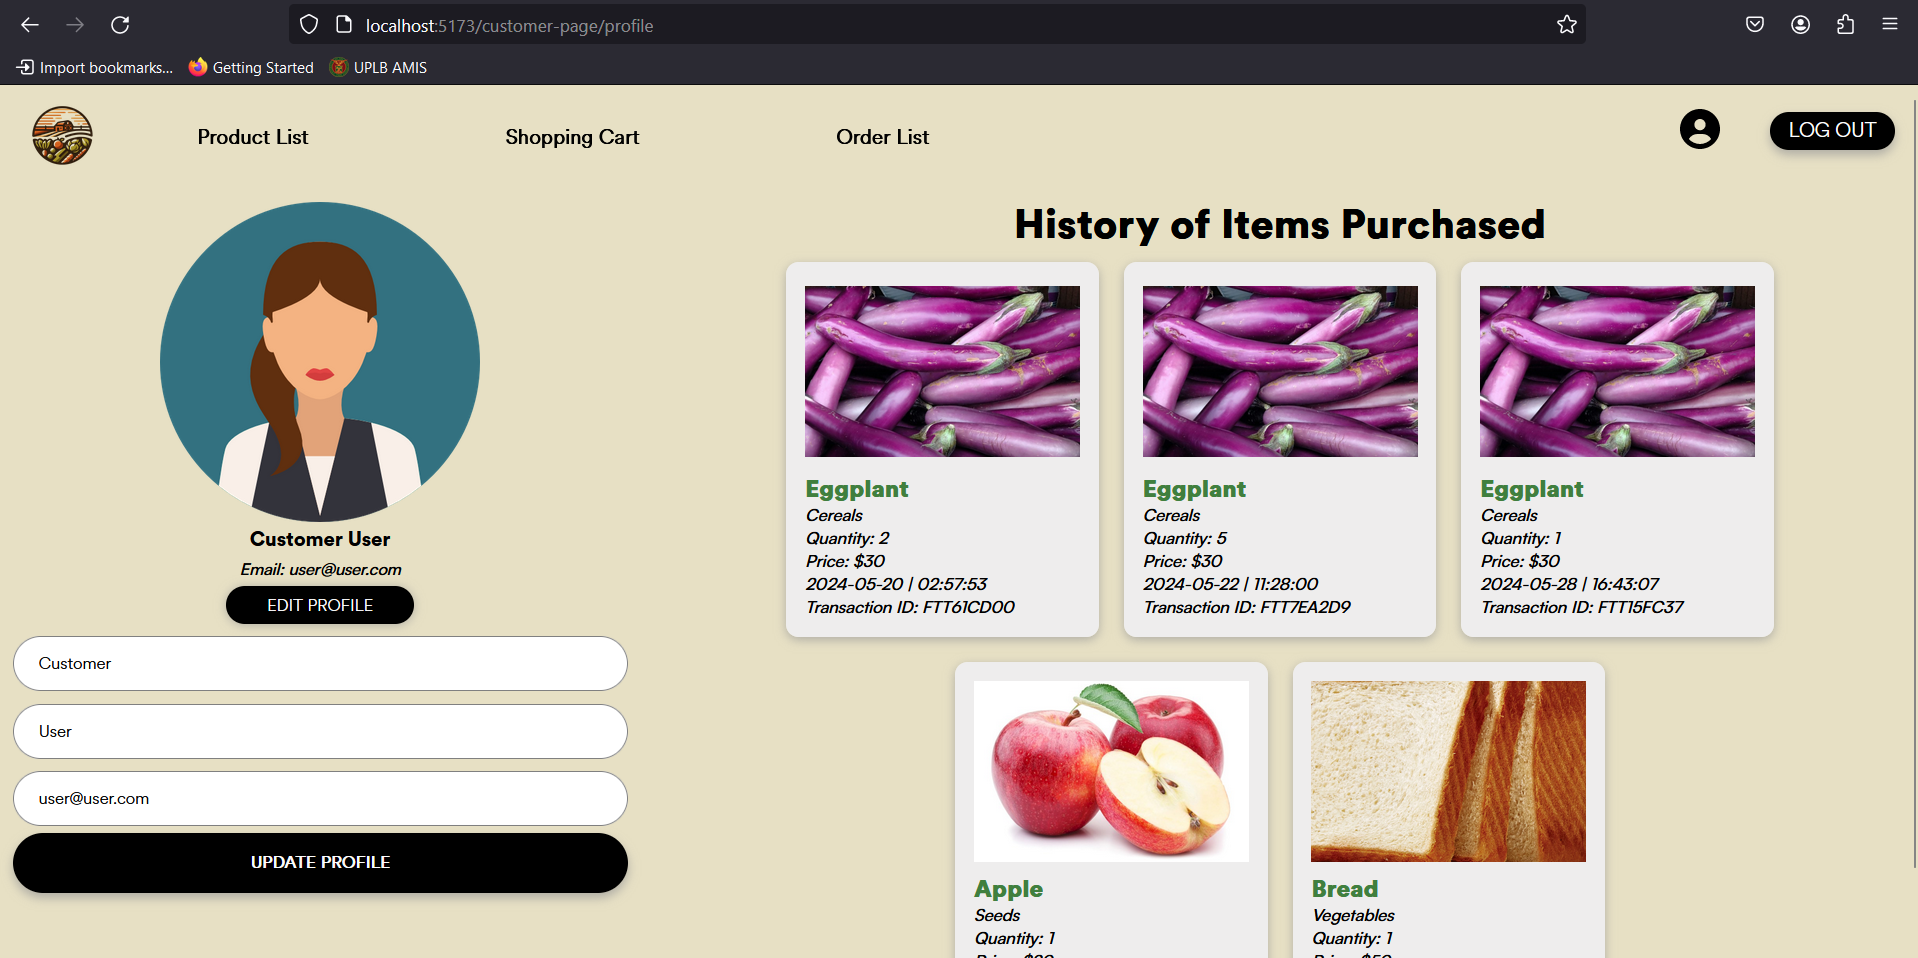 localhost:5173/customer-page/profile
Import bookmarks...
Getting Started
UPLB AMIS
Product List
Shopping Cart
Order List
LOG OUT
Customer User
Email: user@user.com
EDIT PROFILE
Customer
User
user@user.com
UPDATE PROFILE
History of Items Purchased
Eggplant
Cereals
Quantity: 2
Price: $30
2024-05-20 | 02:57:53
Transaction ID: FTT61CD00
Eggplant
Cereals
Quantity: 5
Price: $30
2024-05-22 | 11:28:00
Transaction ID: FTT7EA2D9
Eggplant
Cereals
Quantity: 1
Price: $30
2024-05-28 | 16:43:07
Transaction ID: FTT15FC37
Apple
Seeds
Quantity: 1
Bread
Vegetables
Quantity: 1